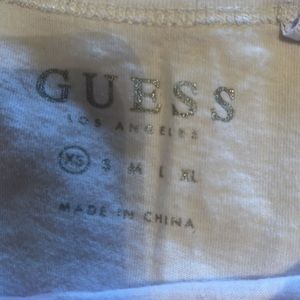 GUESS
LOS ANGELES
XS S M L XL
MADE IN CHINA